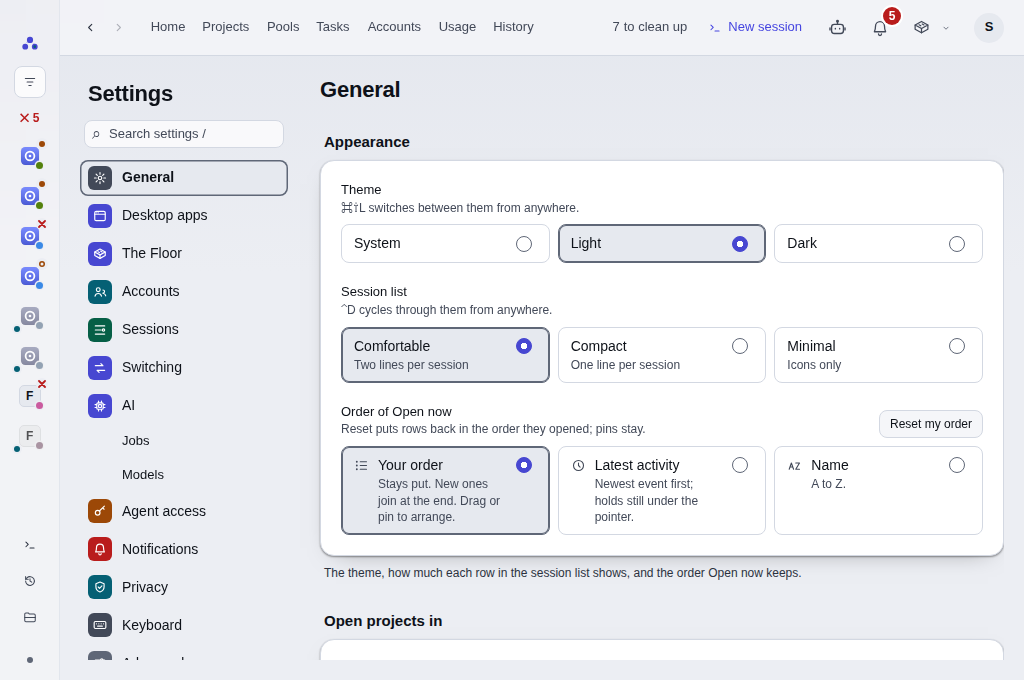 Home Projects Pools Tasks Accounts Usage History
7 to clean up
New session
5
S
5
F
F
Settings
Search settings /
General
Desktop apps
The Floor
Accounts
Sessions
Switching
AI
Jobs
Models
Agent access
Notifications
Privacy
Keyboard
General
Appearance
Theme
⌘⇧L switches between them from anywhere.
System
Light
Dark
Session list
^D cycles through them from anywhere.
Comfortable
Two lines per session
Compact
One line per session
Minimal
Icons only
Order of Open now
Reset puts rows back in the order they opened; pins stay.
Reset my order
Your order
Stays put. New ones
join at the end. Drag or
pin to arrange.
Latest activity
Newest event first;
holds still under the
pointer.
AZ Name
A to Z.
The theme, how much each row in the session list shows, and the order Open now keeps.
Open projects in